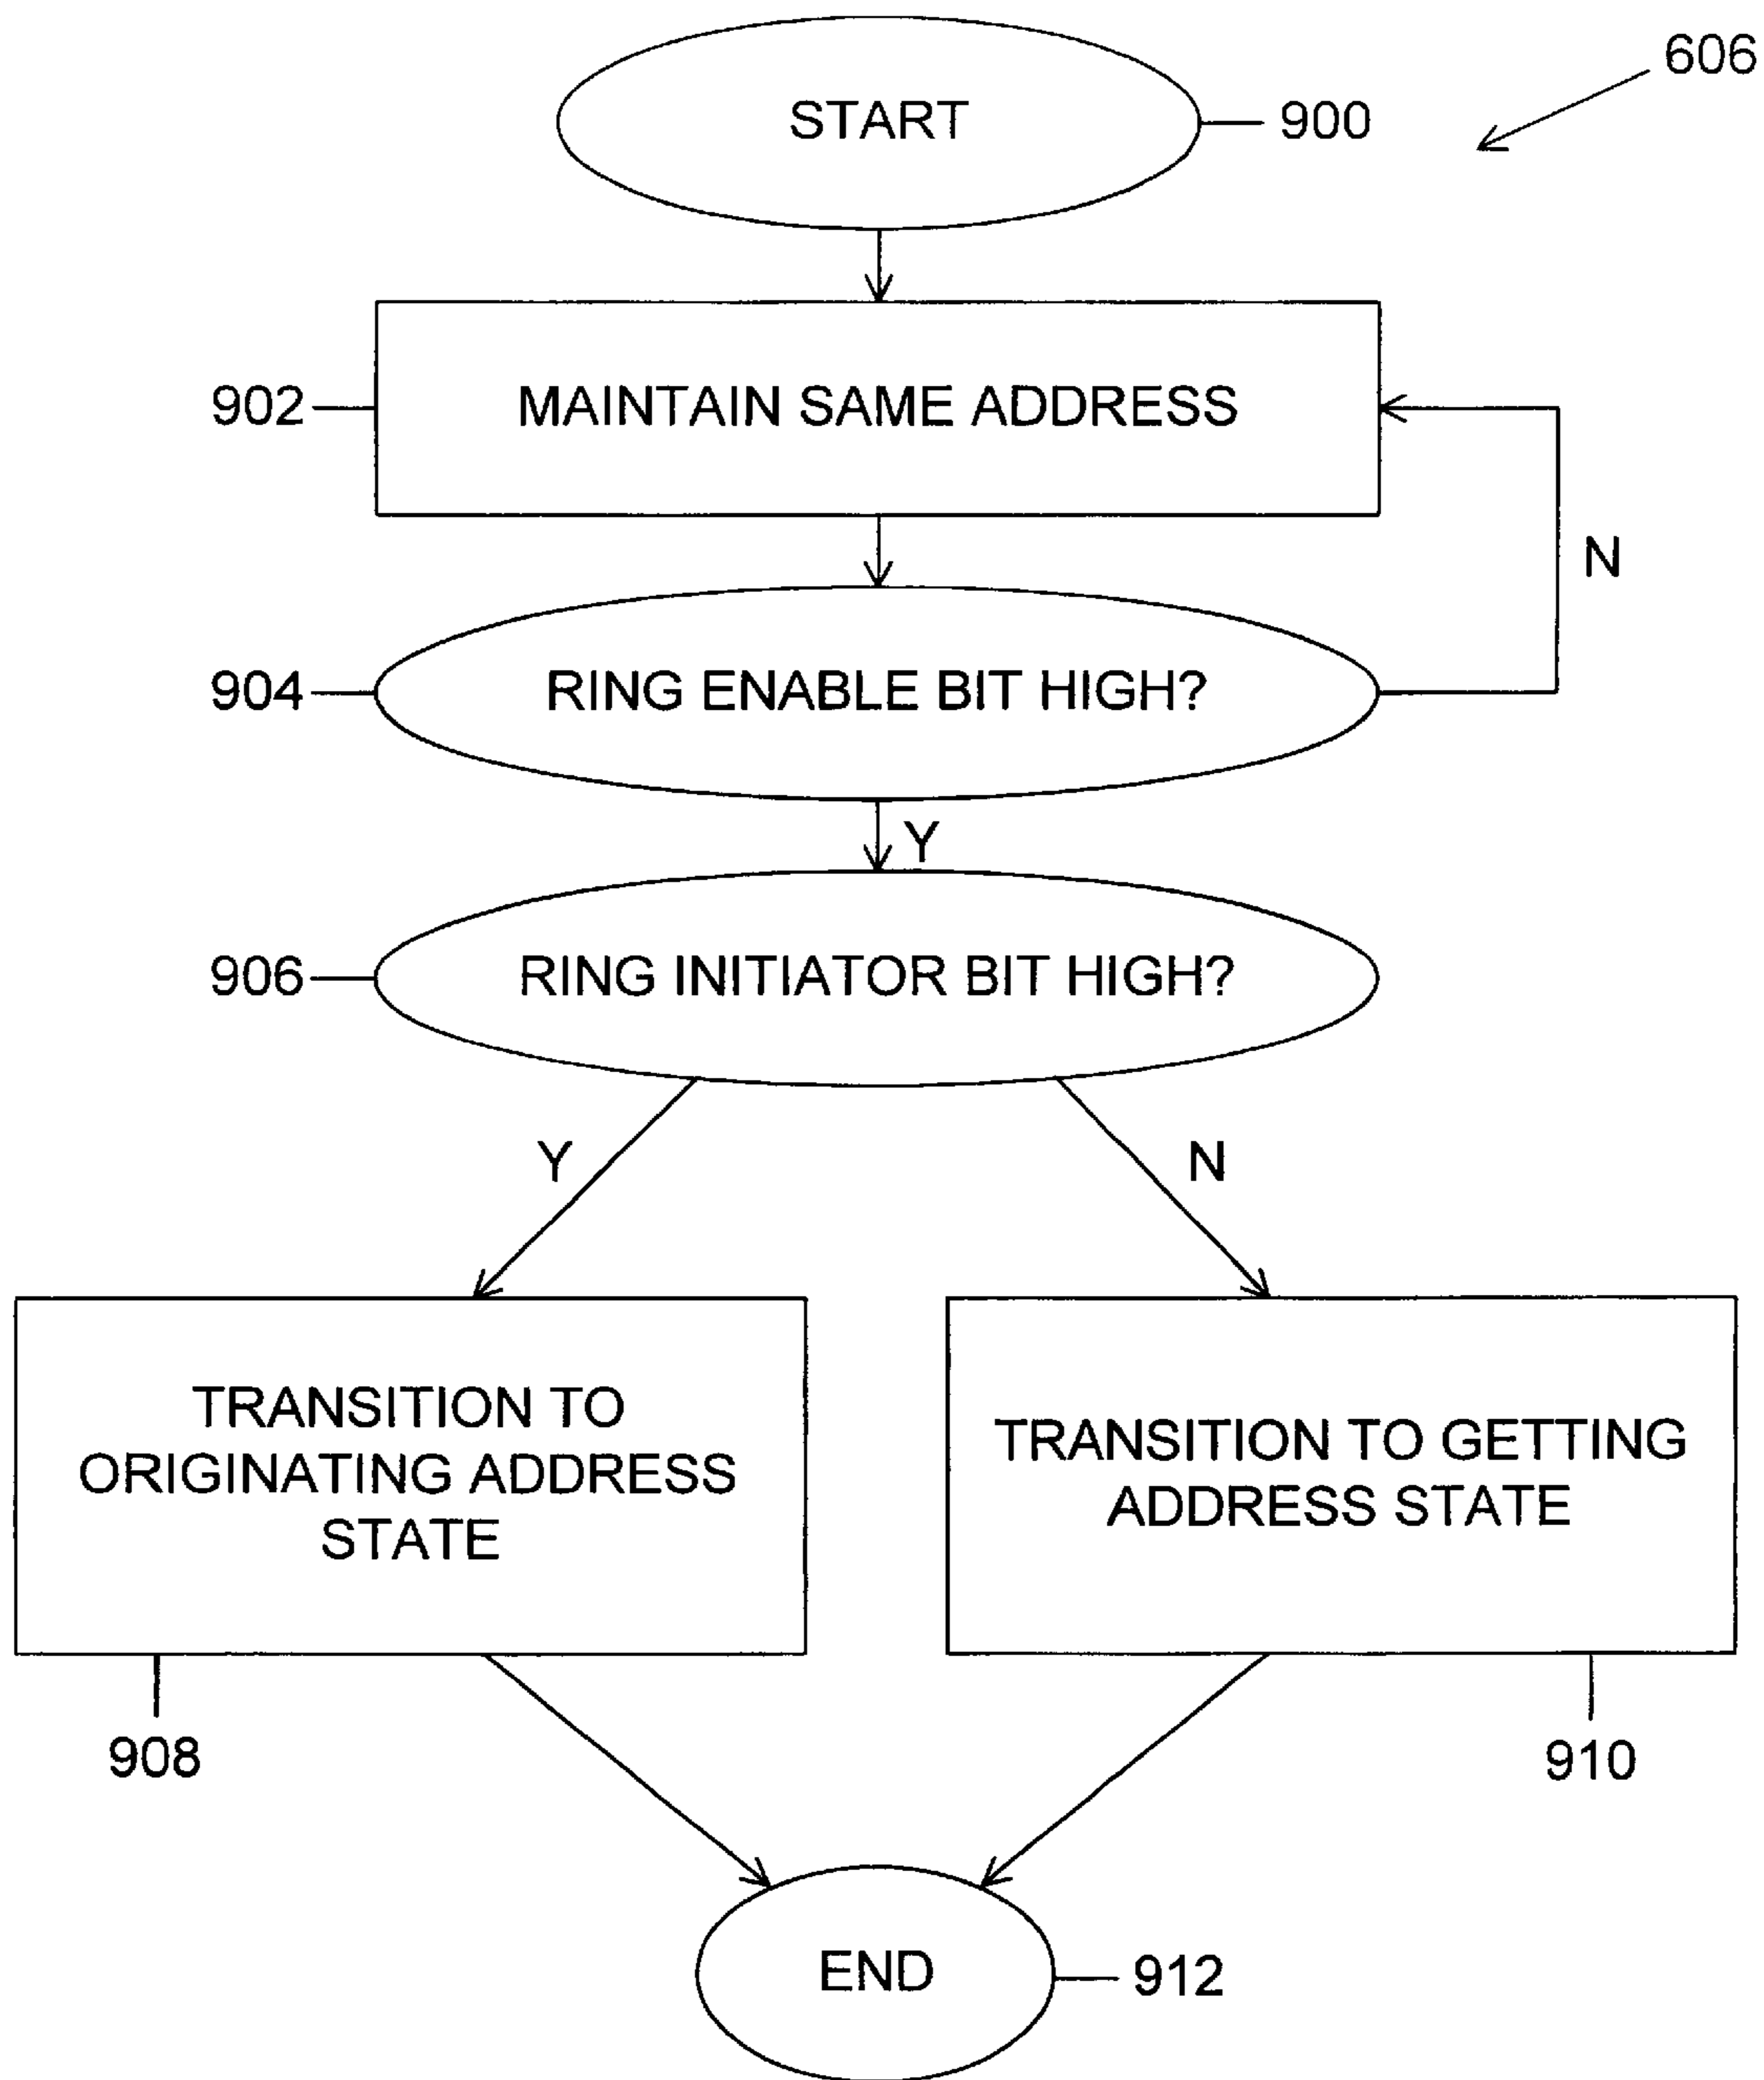 606
START
900
902
MAINTAIN SAME ADDRESS
N
904
RING ENABLE BIT HIGH?
Y
906
RING INITIATOR BIT HIGH?
Y
N
TRANSITION TO
ORIGINATING ADDRESS
STATE
TRANSITION TO GETTING
ADDRESS STATE
908
910
END
912